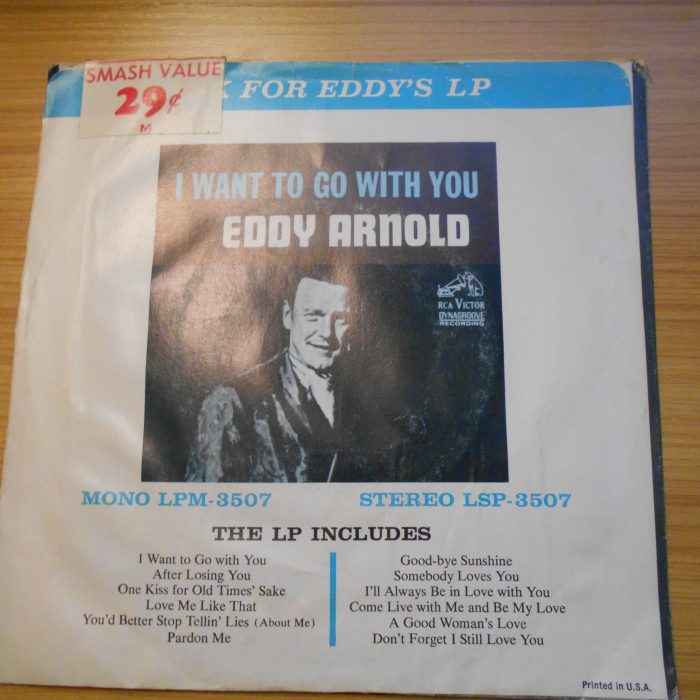 SMASH VALUE
29¢
M
K FOR EDDY'S LP
I WANT TO GO WITH YOU
EDDY ARNOLD
RCA VICTOR
DYNAGROOVE
RECORDING
MONO LPM-3507
STEREO LSP-3507
THE LP INCLUDES
I Want to Go with You
After Losing You
One Kiss for Old Times' Sake
Love Me Like That
You'd Better Stop Tellin' Lies (About Me)
Pardon Me
Good-bye Sunshine
Somebody Loves You
I'll Always Be in Love with You
Come Live with Me and Be My Love
A Good Woman's Love
Don't Forget I Still Love You
Printed in U.S.A.